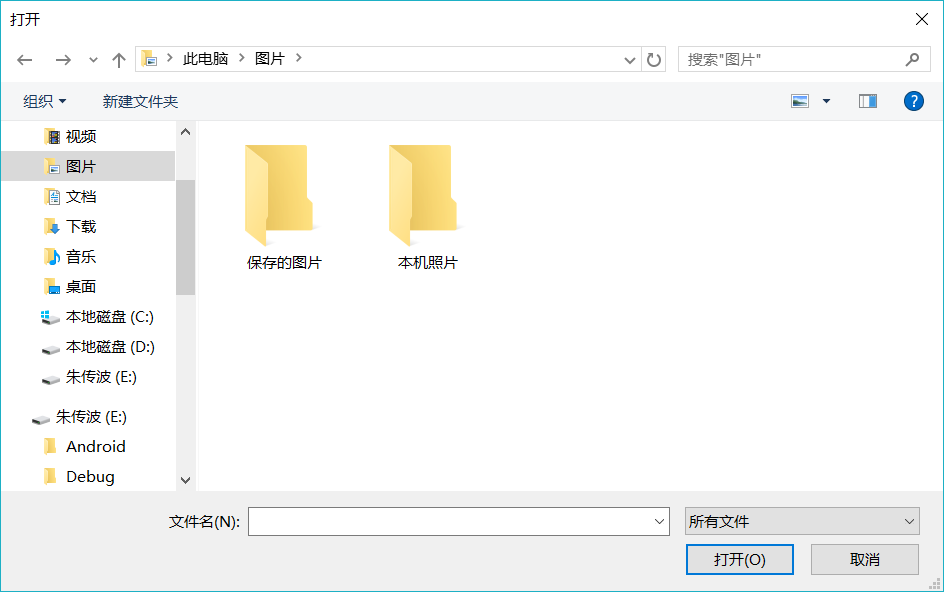 打开
此电脑 图片
搜索"图片"
组织 新建文件夹
视频
图片
文档
下载
音乐
桌面
本地磁盘 (C:)
本地磁盘 (D:)
朱传波 (E:)
朱传波 (E:)
Android
Debug
保存的图片
本机照片
文件名(N):
所有文件
打开(O) 取消